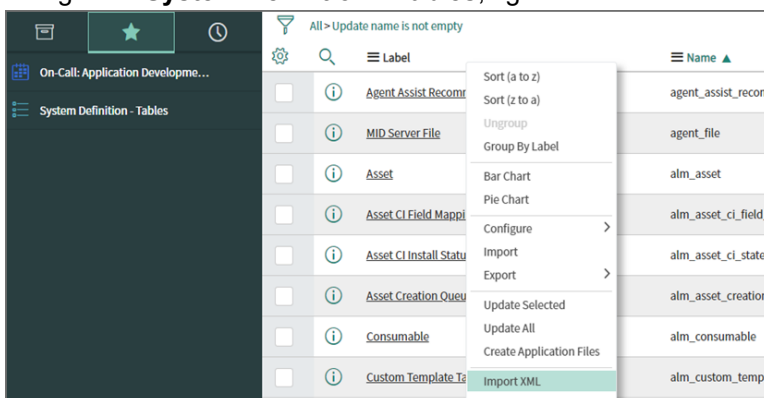 All > Update name is not empty
On-Call: Application Developme...
System Definition - Tables
Label
Name
Agent Assist Recomm
agent_assist_recom
MID Server File
agent_file
Asset
alm_asset
Asset CI Field Mappi
alm_asset_ci_field_
Asset CI Install Statu
alm_asset_ci_state
Asset Creation Queu
alm_asset_creation
Consumable
alm_consumable
Custom Template Ta
alm_custom_temp
Sort (a to z)
Sort (z to a)
Ungroup
Group By Label
Bar Chart
Pie Chart
Configure
Import
Export
Update Selected
Update All
Create Application Files
Import XML